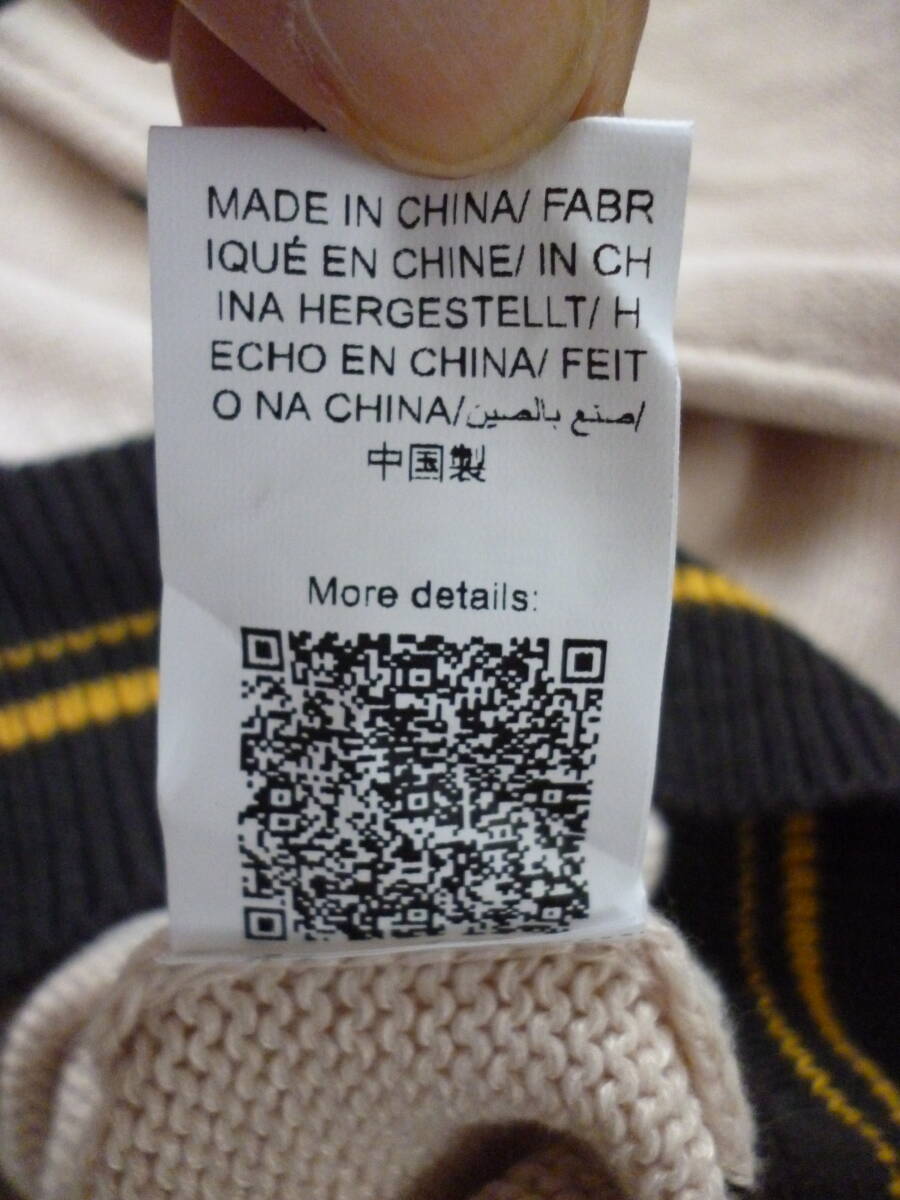 MADE IN CHINA/ FABR
IQUÉ EN CHINE/ IN CH
INA HERGESTELLT/ H
ECHO EN CHINA/ FEIT
O NA CHINA/صنع بالصين/
中国製
More details: